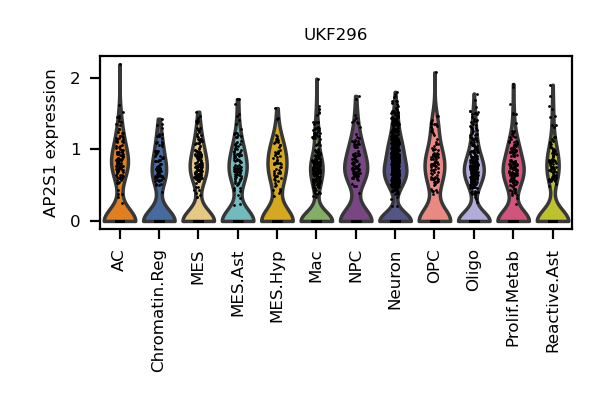 UKF296
AP2S1 expression
2
1
0
AC
Chromatin.Reg
MES
MES.Ast
MES.Hyp
Mac
NPC
Neuron
OPC
Oligo
Prolif.Metab
Reactive.Ast